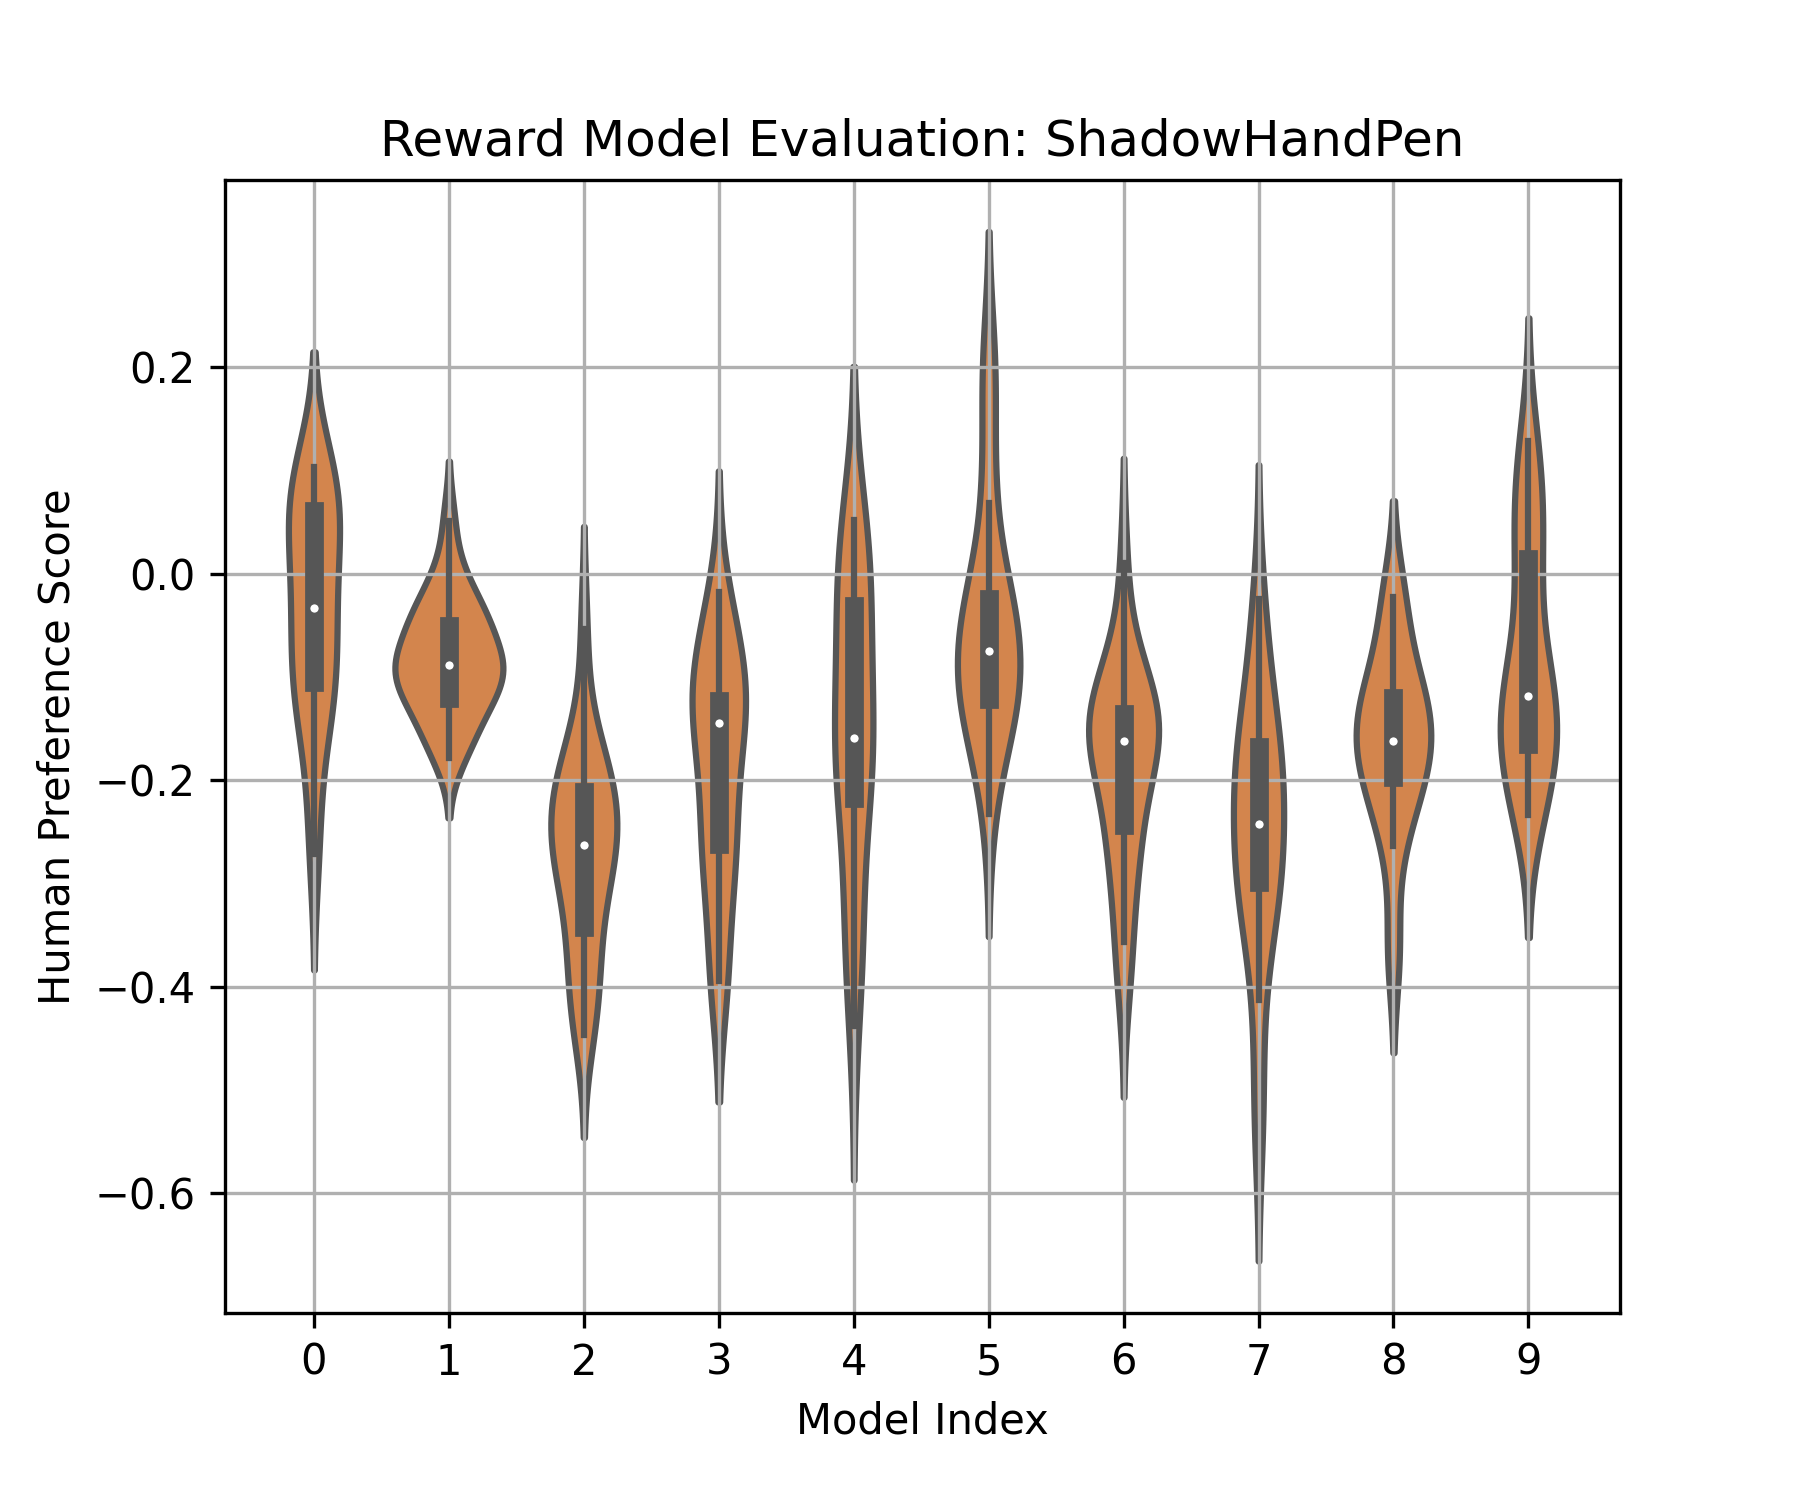 Reward Model Evaluation: ShadowHandPen
Human Preference Score
0.2
0.0
−0.2
−0.4
−0.6
0 1 2 3 4 5 6 7 8 9
Model Index